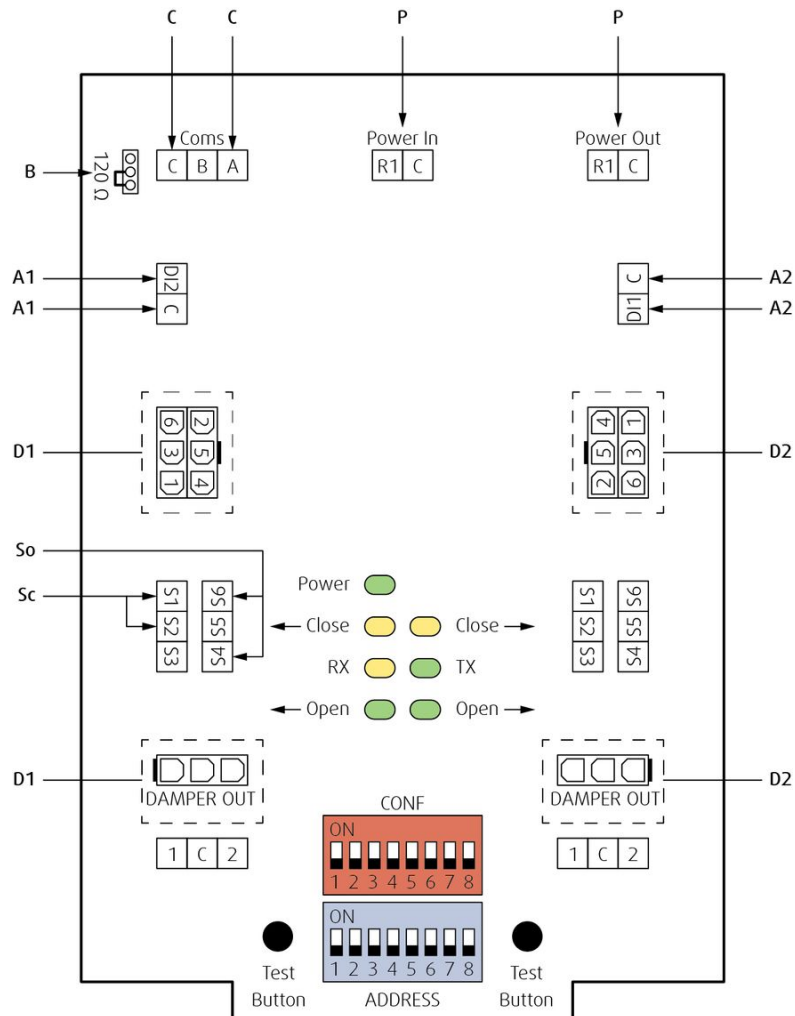 C C P P
Coms Power In Power Out
C B A R1 C R1 C
B 120 Ω
A1 DI2 C A2
A1 C DI1 A2
D1 6 2 4 1 D2
3 5 5 3
1 4 2 6
So
Sc S1 S6 Power S1 S6
S2 S5 Close Close S2 S5
S3 S4 RX TX S3 S4
Open Open
D1 DAMPER OUT DAMPER OUT D2
CONF
1 C 2 ON 1 C 2
1 2 3 4 5 6 7 8
ON
1 2 3 4 5 6 7 8
Test Button ADDRESS Test Button